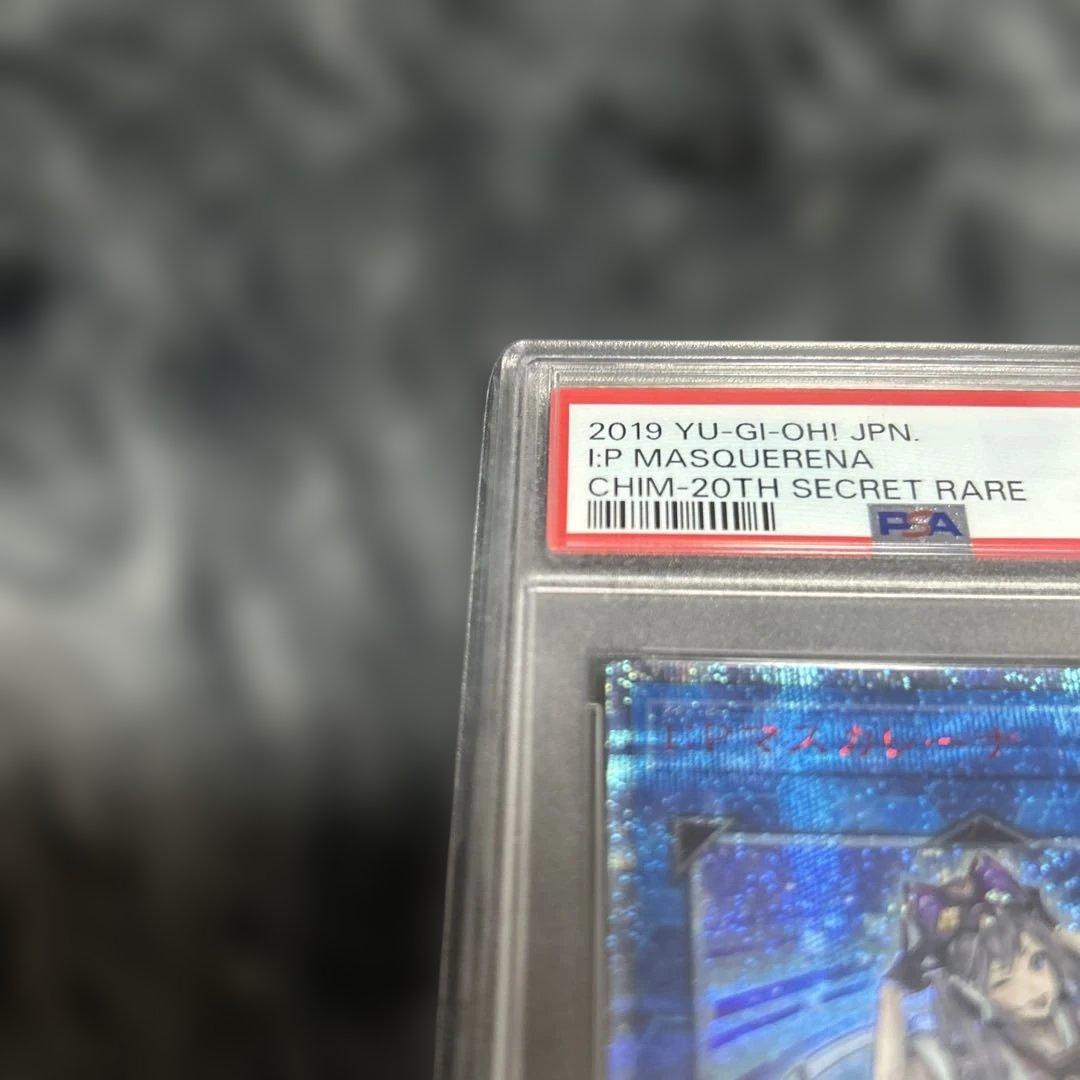 2019 YU-GI-OH! JPN.
I:P MASQUERENA
CHIM-20TH SECRET RARE
PSA
I:Pマスカレーナ